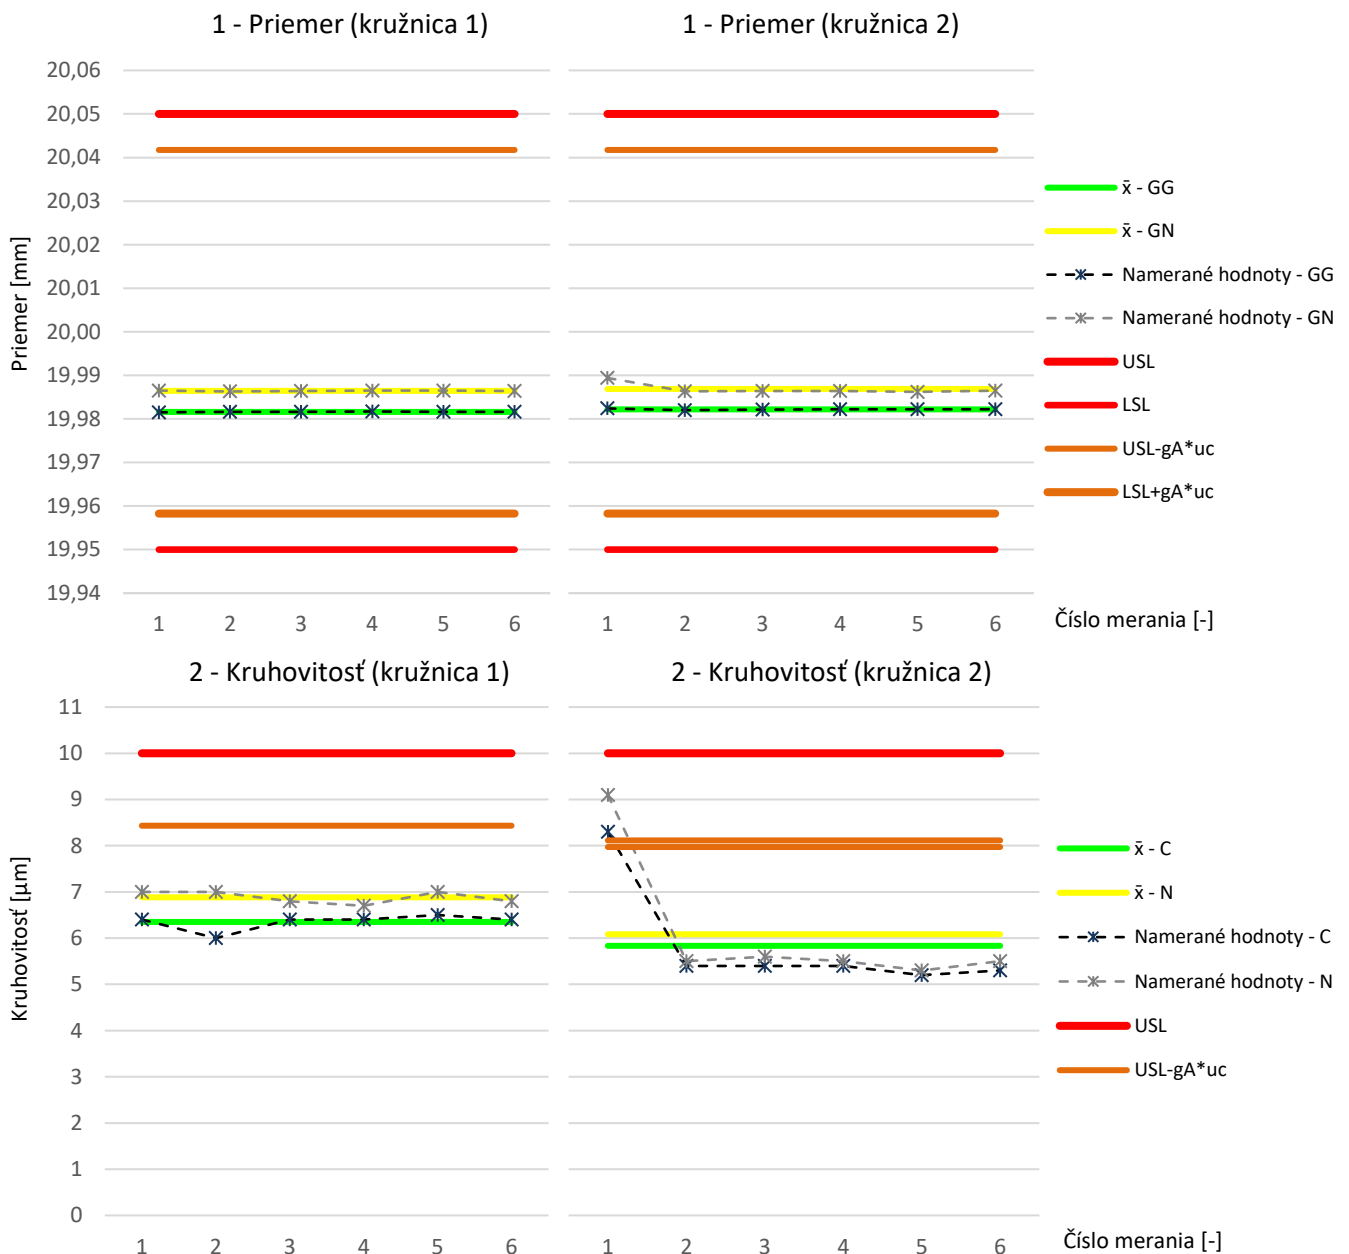 1 - Priemer (kružnica 1)
1 - Priemer (kružnica 2)
Priemer [mm]
20,06
20,05
20,04
20,03
20,02
20,01
20,00
19,99
19,98
19,97
19,96
19,95
19,94
1 2 3 4 5 6
1 2 3 4 5 6
Číslo merania [-]
x̄ - GG
x̄ - GN
Namerané hodnoty - GG
Namerané hodnoty - GN
USL
LSL
USL-gA*uc
LSL+gA*uc
2 - Kruhovitosť (kružnica 1)
2 - Kruhovitosť (kružnica 2)
Kruhovitosť [µm]
11
10
9
8
7
6
5
4
3
2
1
0
1 2 3 4 5 6
1 2 3 4 5 6
Číslo merania [-]
x̄ - C
x̄ - N
Namerané hodnoty - C
Namerané hodnoty - N
USL
USL-gA*uc